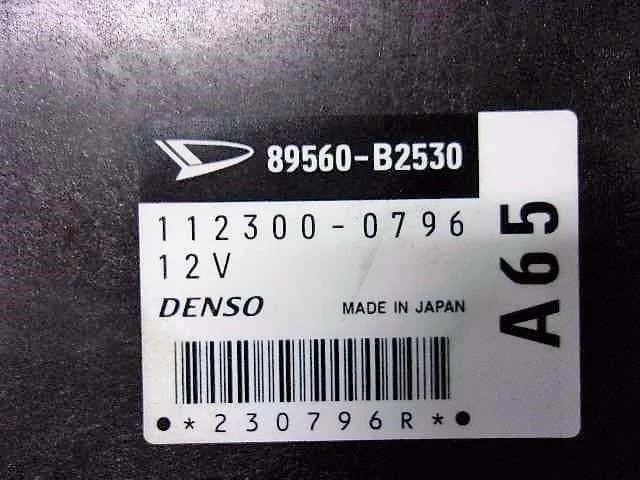 89560-B2530
112300-0796
12V
DENSO MADE IN JAPAN
*230796R*
A65